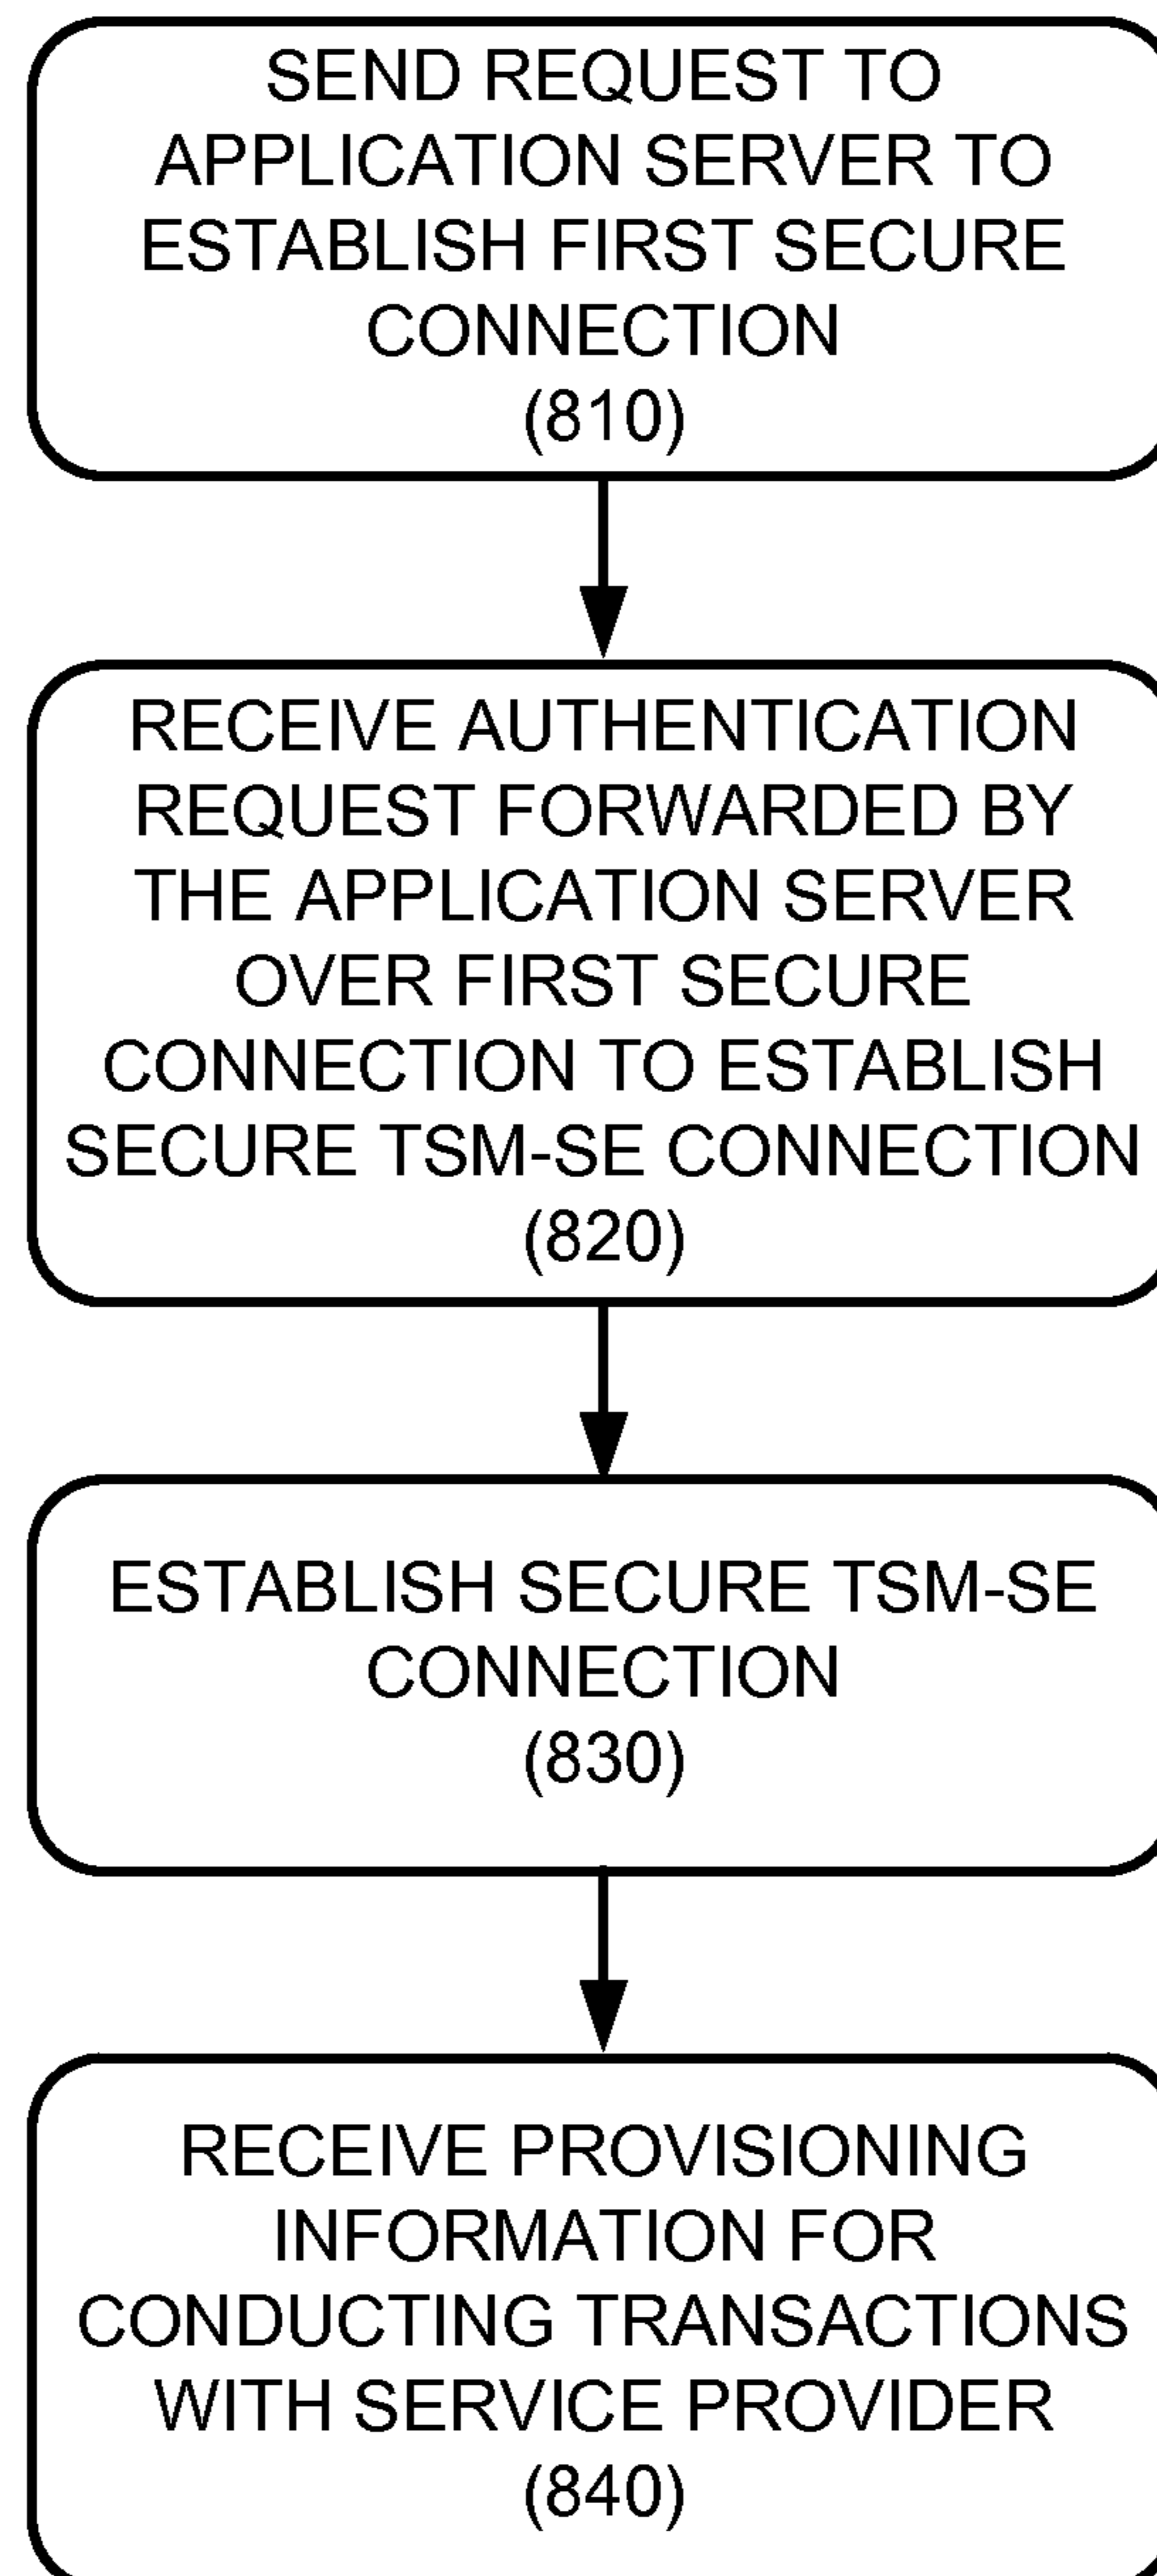 SEND REQUEST TO
APPLICATION SERVER TO
ESTABLISH FIRST SECURE
CONNECTION
(810)
RECEIVE AUTHENTICATION
REQUEST FORWARDED BY
THE APPLICATION SERVER
OVER FIRST SECURE
CONNECTION TO ESTABLISH
SECURE TSM-SE CONNECTION
(820)
ESTABLISH SECURE TSM-SE
CONNECTION
(830)
RECEIVE PROVISIONING
INFORMATION FOR
CONDUCTING TRANSACTIONS
WITH SERVICE PROVIDER
(840)